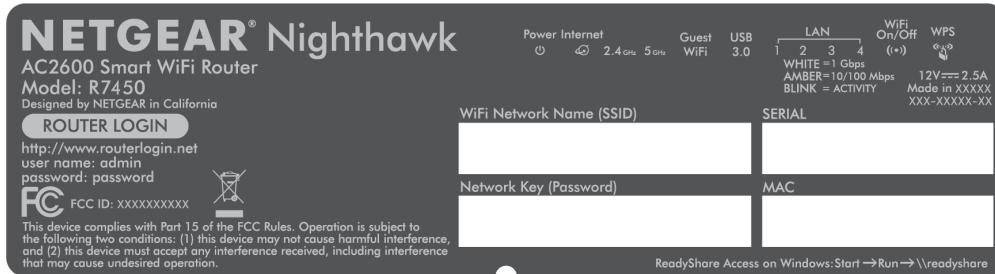 NETGEAR® Nighthawk
AC2600 Smart WiFi Router
Model: R7450
Designed by NETGEAR in California
ROUTER LOGIN
http://www.routerlogin.net
user name: admin
password: password
FC FCC ID: XXXXXXXXXX
This device complies with Part 15 of the FCC Rules. Operation is subject to
the following two conditions: (1) this device may not cause harmful interference,
and (2) this device must accept any interference received, including interference
that may cause undesired operation.
Power Internet
2.4 GHz 5 GHz
Guest
WiFi
USB
3.0
LAN
1 2 3 4
WHITE = 1 Gbps
AMBER = 10/100 Mbps
BLINK = ACTIVITY
WiFi
On/Off
WPS
12V⎓2.5A
Made in XXXXX
XXX-XXXXX-XX
WiFi Network Name (SSID)
SERIAL
Network Key (Password)
MAC
ReadyShare Access on Windows: Start →Run→ \\readyshare